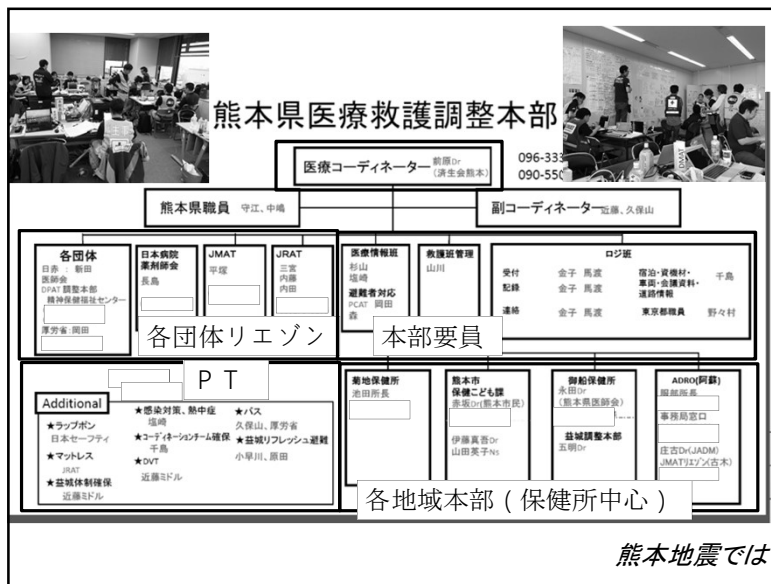 熊本県医療救護調整本部
医療コーディネーター 前原Dr
(済生会熊本)
096-333
090-550
熊本県職員 守江、中嶋
副コーディネーター 近藤、久保山
各団体
日赤 : 新田
医師会
DPAT 調整本部
精神保健福祉センター
厚労省:岡田
日本病院
薬剤師会
長島
JMAT
平塚
JRAT
三宮
内藤
内田
各団体リエゾン
医療情報班
杉山
塩崎
避難者対応
PCAT 岡田
森
救護班管理
山川
ロジ班
受付 金子 馬渡
記録 金子 馬渡
連絡 金子 馬渡
宿泊・資機材・
車両・会議資料・
道路情報
千島
東京都職員 野々村
本部要員
PT
Additional
★ラップポン
日本セーフティ
★マットレス
JRAT
★益城体制確保
近藤ミドル
★感染対策、熱中症
塩崎
★コーディネーションチーム確保
千島
★DVT
近藤ミドル
★バス
久保山、厚労省
★益城リフレッシュ避難
小早川、原田
菊地保健所
池田所長
熊本市
保健こども課
赤坂Dr(熊本市民)
伊藤真吾Dr
山田英子Ns
御船保健所
永田Dr
(熊本県医師会)
益城調整本部
五明Dr
ADRO(阿蘇)
服部所長
事務局窓口
庄古Dr(JADM)
JMATリエゾン(古木)
各地域本部(保健所中心)
熊本地震では